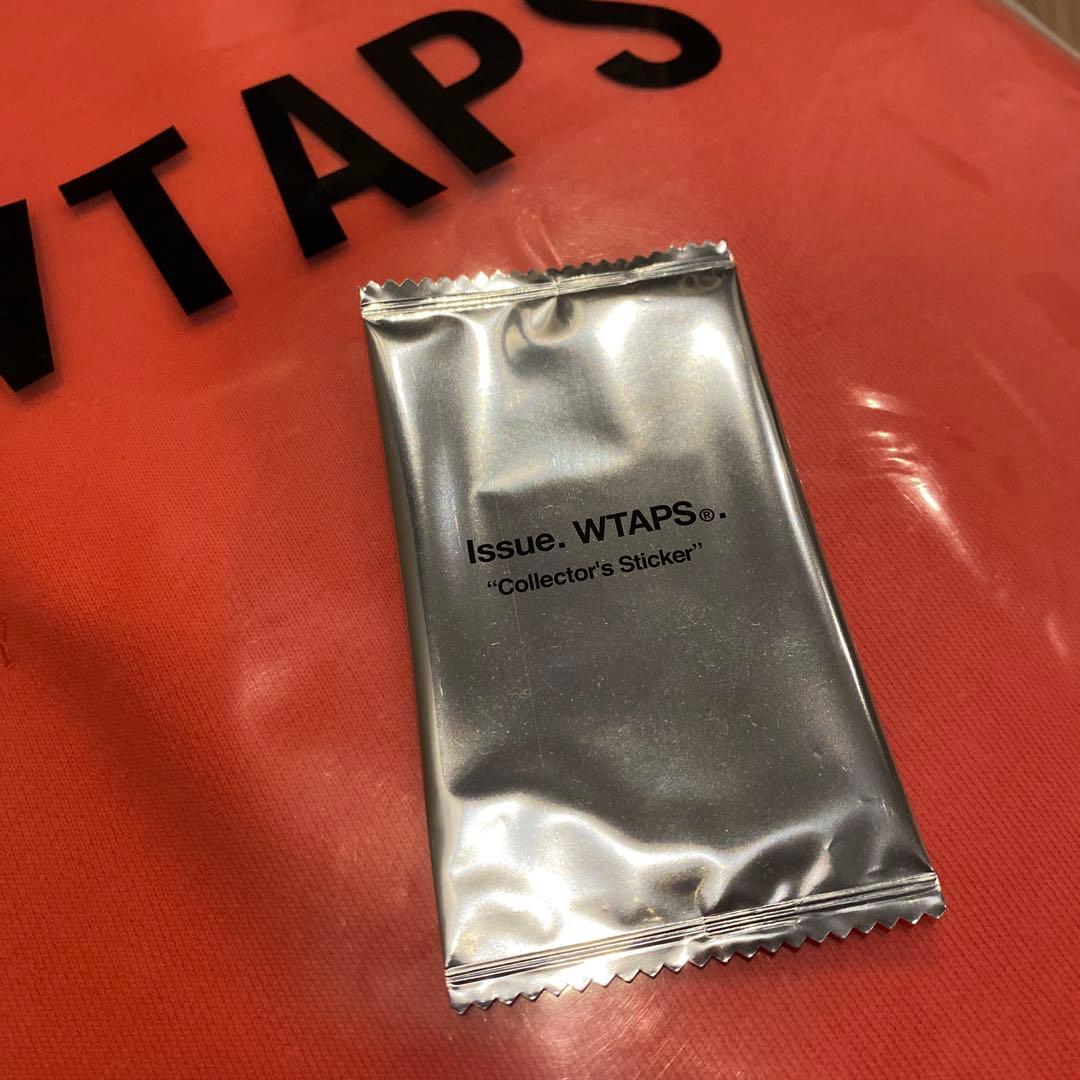 WTAPS
Issue. WTAPS®.
“Collector's Sticker”